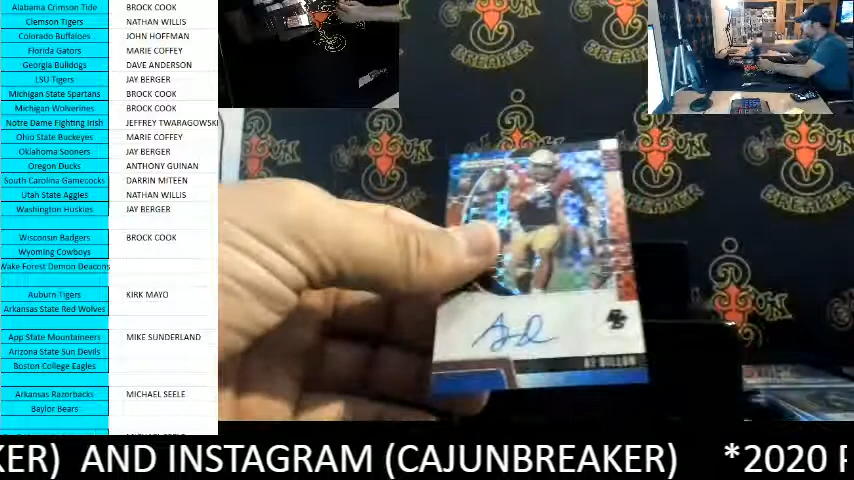 Alabama Crimson Tide BROCK COOK
Clemson Tigers NATHAN WILLIS
Colorado Buffaloes JOHN HOFFMAN
Florida Gators MARIE COFFEY
Georgia Bulldogs DAVE ANDERSON
LSU Tigers JAY BERGER
Michigan State Spartans BROCK COOK
Michigan Wolverines BROCK COOK
Notre Dame Fighting Irish JEFFREY TWARAGOWSKI
Ohio State Buckeyes MARIE COFFEY
Oklahoma Sooners JAY BERGER
Oregon Ducks ANTHONY GUINAN
South Carolina Gamecocks DARRIN MITEEN
Utah State Aggies NATHAN WILLIS
Washington Huskies JAY BERGER
Wisconsin Badgers BROCK COOK
Wyoming Cowboys
Wake Forest Demon Deacons
Auburn Tigers KIRK MAYO
Arkansas State Red Wolves
App State Mountaineers MIKE SUNDERLAND
Arizona State Sun Devils
Boston College Eagles
Arkansas Razorbacks MICHAEL SEELE
Baylor Bears
CAJUN BREAKER
AJ DILLON
KER) AND INSTAGRAM (CAJUNBREAKER) *2020